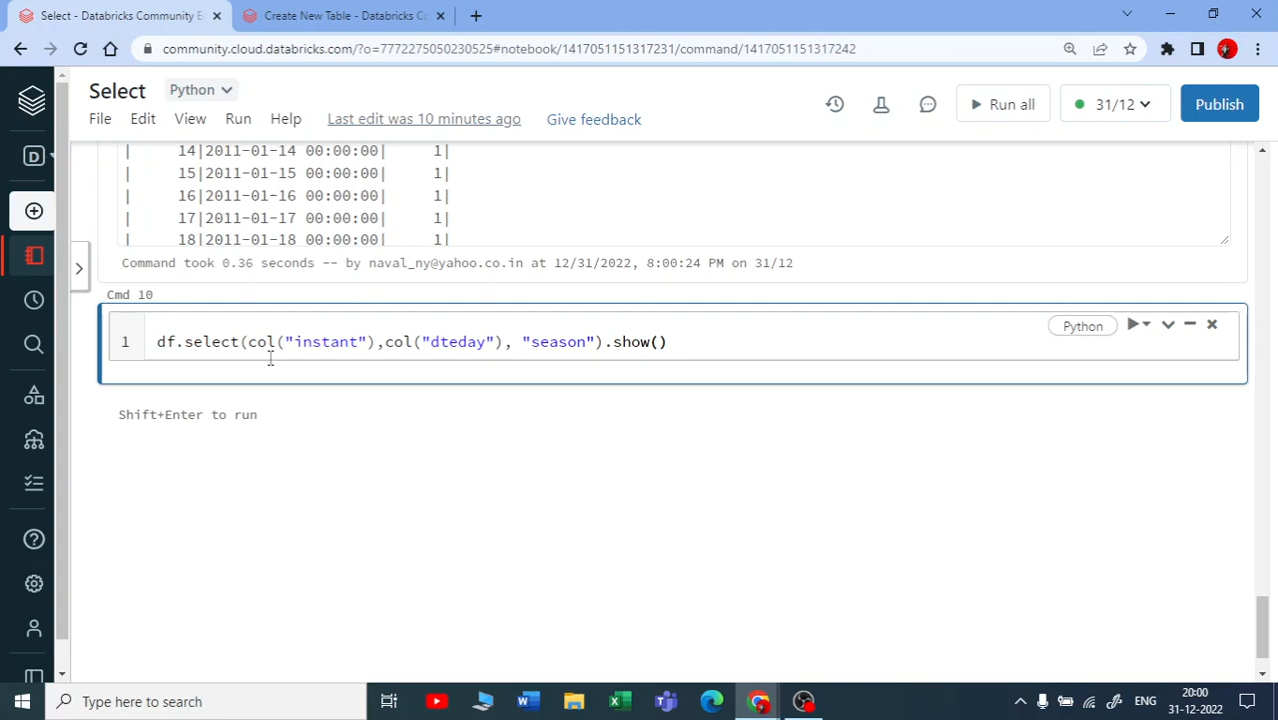 Select - Databricks Community E
Create New Table - Databricks Co
community.cloud.databricks.com/?o=7772275050230525#notebook/1417051151317231/command/1417051151317242
Select
Python
Run all
31/12
Publish
File
Edit
View
Run
Help
Last edit was 10 minutes ago
Give feedback
D
|      14|2011-01-14 00:00:00|     1|
|      15|2011-01-15 00:00:00|     1|
|      16|2011-01-16 00:00:00|     1|
|      17|2011-01-17 00:00:00|     1|
|      18|2011-01-18 00:00:00|     1|
Command took 0.36 seconds -- by naval_ny@yahoo.co.in at 12/31/2022, 8:00:24 PM on 31/12
Cmd 10
Python
1 df.select(col("instant"),col("dteday"), "season").show()
Shift+Enter to run
Type here to search
ENG
20:00
31-12-2022